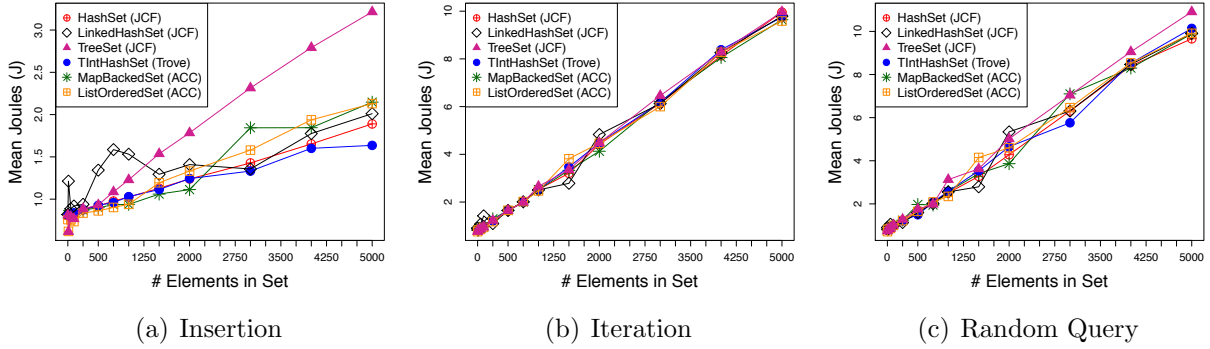 HashSet (JCF)
LinkedHashSet (JCF)
TreeSet (JCF)
TIntHashSet (Trove)
MapBackedSet (ACC)
ListOrderedSet (ACC)
Mean Joules (J)
3.0
2.5
2.0
1.5
1.0
0 500 1250 2000 2750 3500 4250 5000
# Elements in Set
(a) Insertion
HashSet (JCF)
LinkedHashSet (JCF)
TreeSet (JCF)
TIntHashSet (Trove)
MapBackedSet (ACC)
ListOrderedSet (ACC)
Mean Joules (J)
10
8
6
4
2
0 500 1250 2000 2750 3500 4250 5000
# Elements in Set
(b) Iteration
HashSet (JCF)
LinkedHashSet (JCF)
TreeSet (JCF)
TIntHashSet (Trove)
MapBackedSet (ACC)
ListOrderedSet (ACC)
Mean Joules (J)
10
8
6
4
2
0 500 1250 2000 2750 3500 4250 5000
# Elements in Set
(c) Random Query